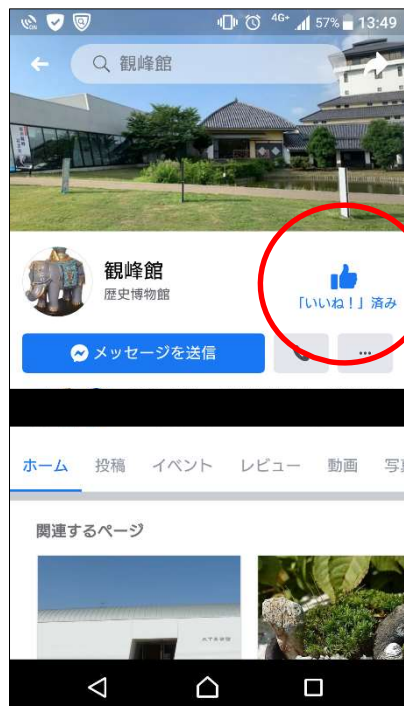 4G+ 57% 13:49
観峰館
観峰館
歴史博物館
「いいね！」済み
メッセージを送信
ホーム 投稿 イベント レビュー 動画
関連するページ